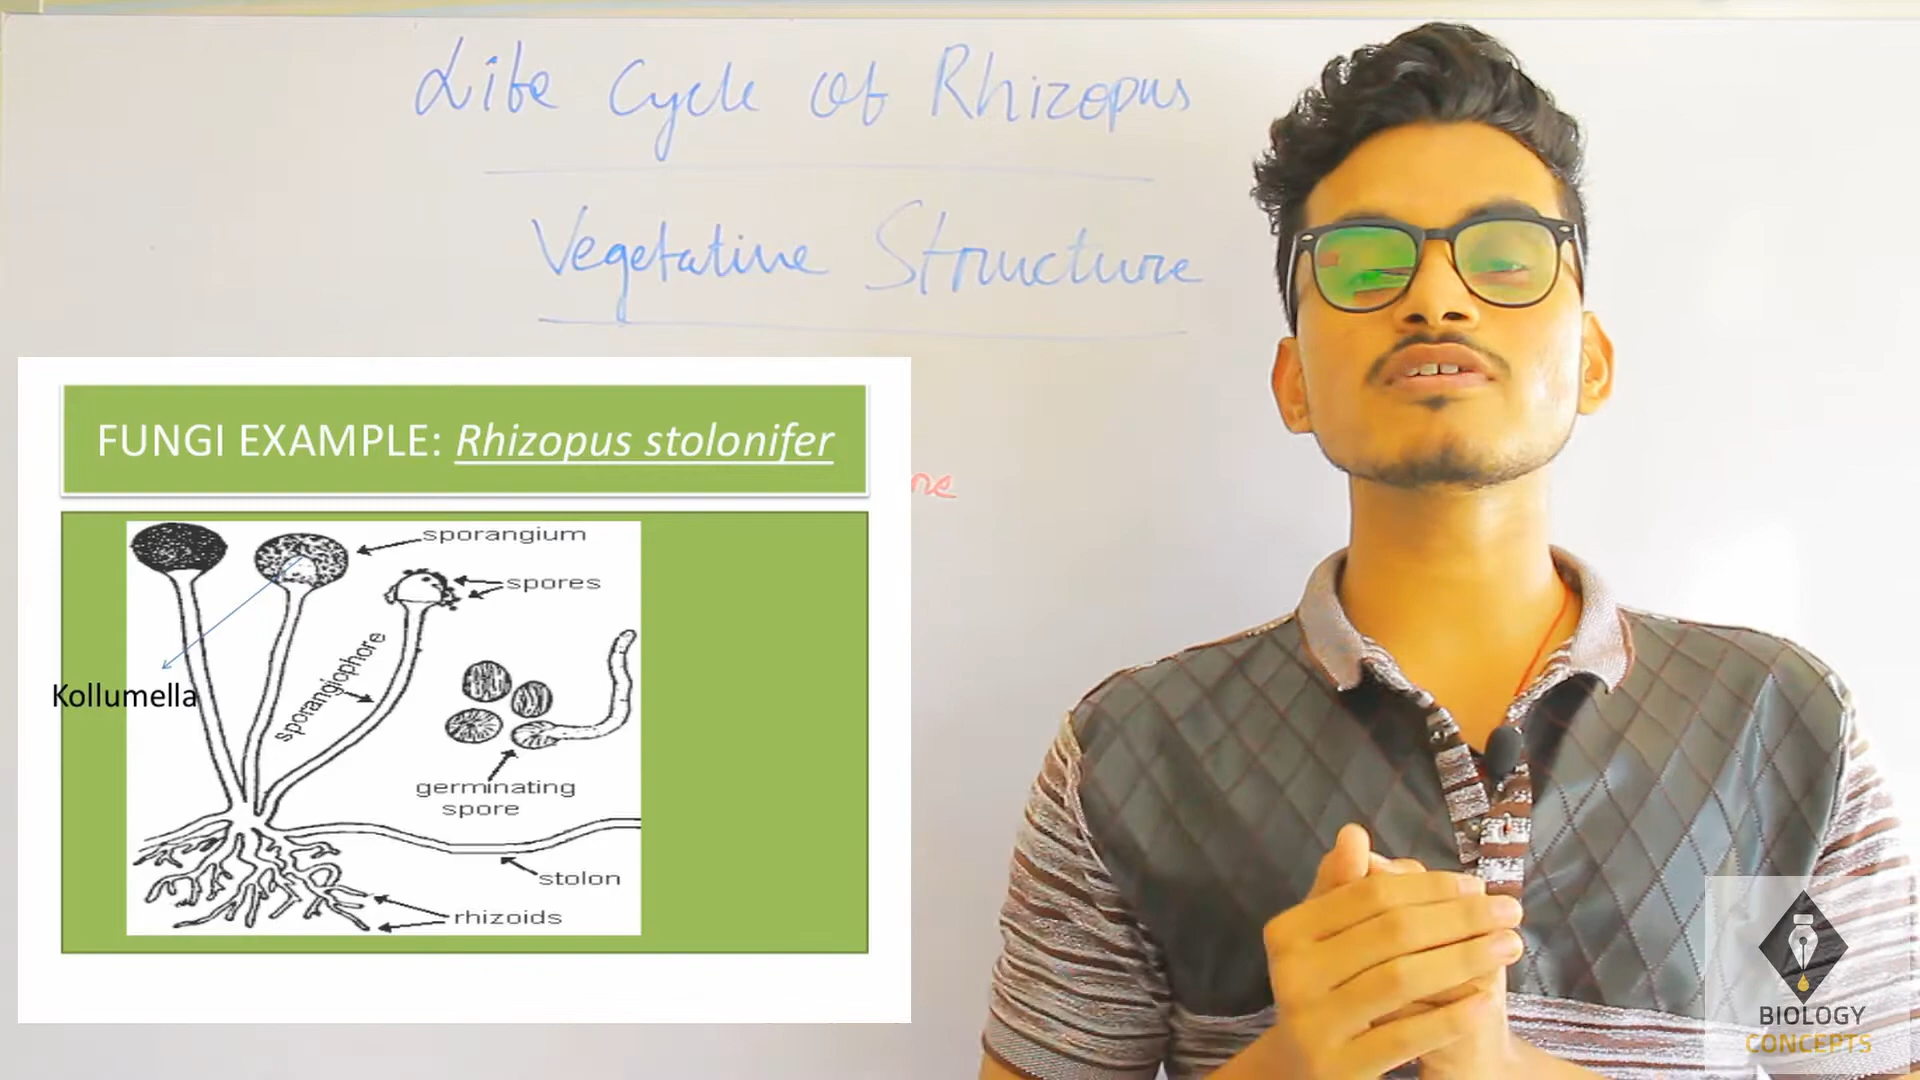 Life Cycle Of Rhizopus
Vegetative Structure
FUNGI EXAMPLE: Rhizopus stolonifer
sporangium
spores
sporangiophore
Kollumella
germinating
spore
stolon
rhizoids
BIOLOGY
CONCEPTS